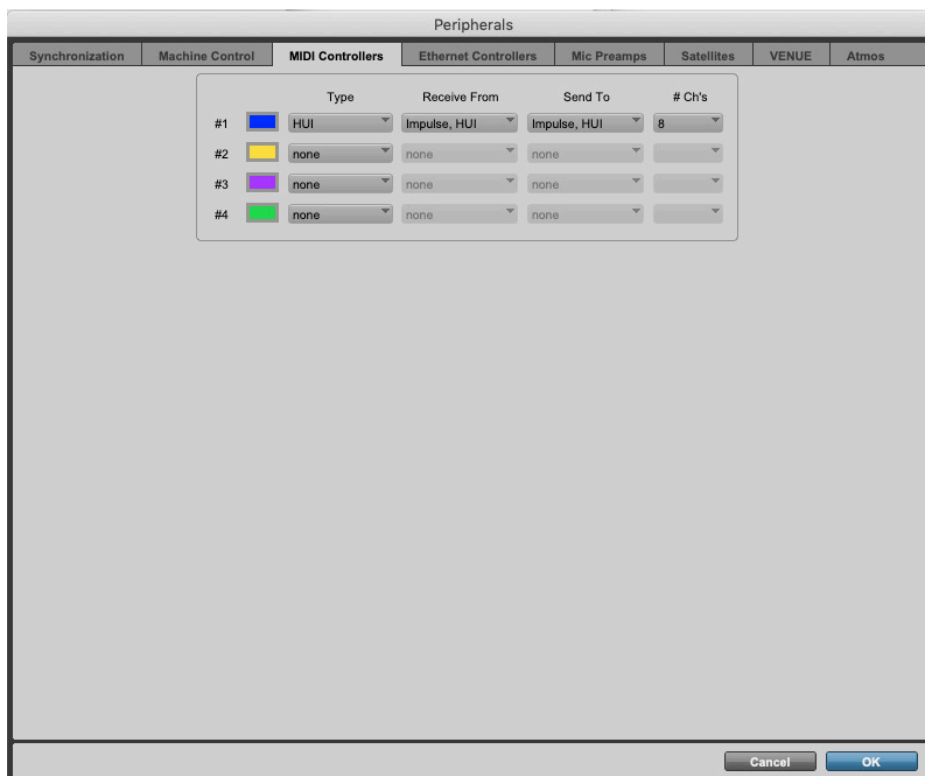 Peripherals
Synchronization Machine Control MIDI Controllers Ethernet Controllers Mic Preamps Satellites VENUE Atmos
Type Receive From Send To # Ch's
#1 HUI Impulse, HUI Impulse, HUI 8
#2 none none none
#3 none none none
#4 none none none
Cancel OK